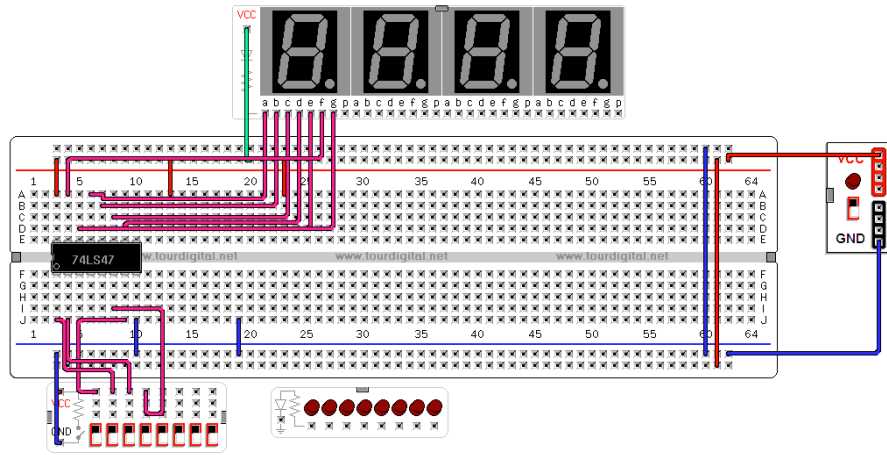 VCC
a b c d e f g p a b c d e f g p a b c d e f g p a b c d e f g p
VCC
1 5 10 15 20 25 30 35 40 45 50 55 60 64
A A
B B
C C
D D
E E
GND
www.tourdigital.net www.tourdigital.net www.tourdigital.net
74LS47
F F
G G
H H
I I
J J
1 5 10 15 20 25 30 35 40 45 50 55 60 64
VCC
GND